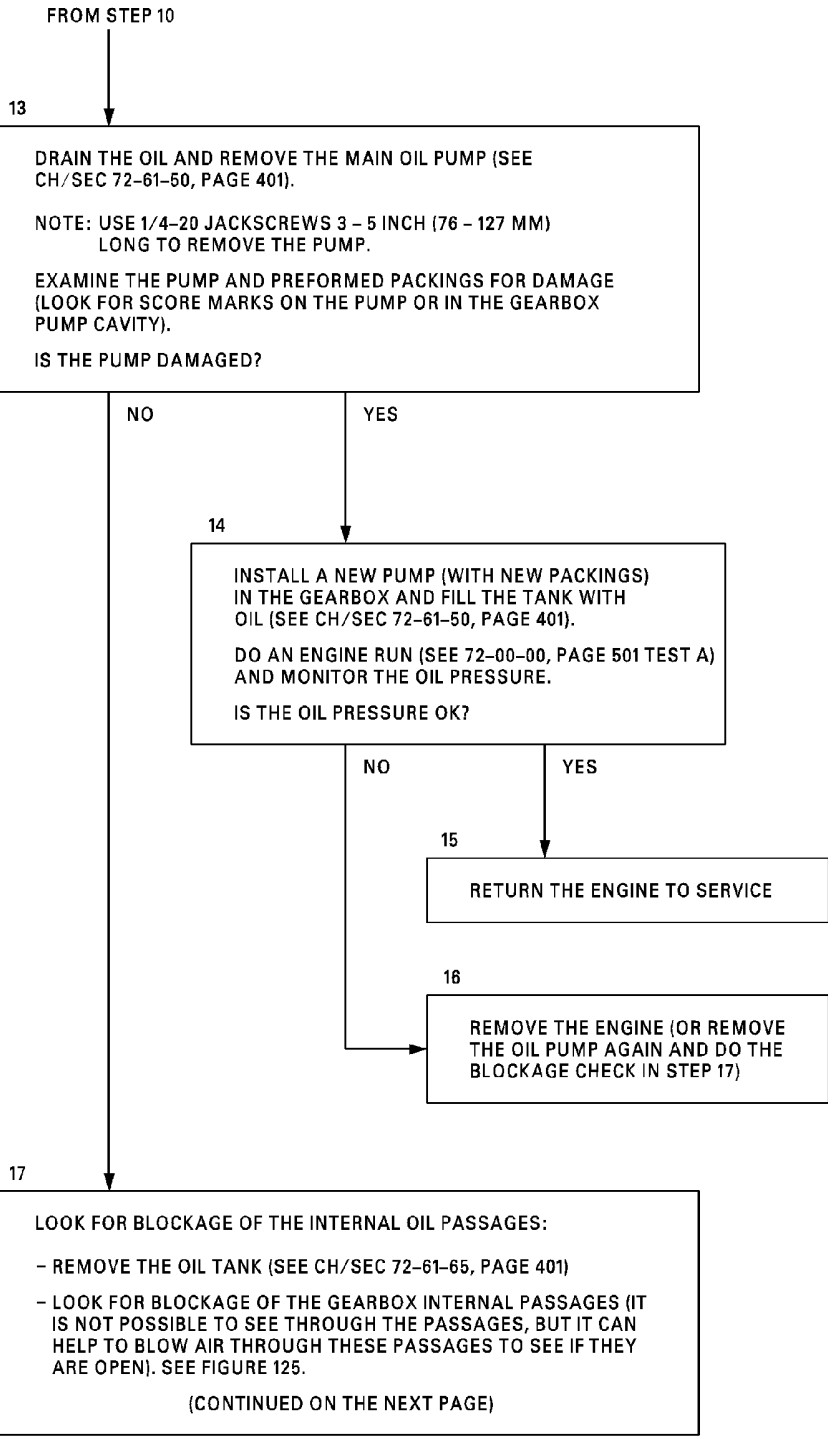 FROM STEP 10
13
DRAIN THE OIL AND REMOVE THE MAIN OIL PUMP (SEE
CH/SEC 72–61–50, PAGE 401).
NOTE: USE 1/4–20 JACKSCREWS 3 – 5 INCH (76 – 127 MM)
LONG TO REMOVE THE PUMP.
EXAMINE THE PUMP AND PREFORMED PACKINGS FOR DAMAGE
(LOOK FOR SCORE MARKS ON THE PUMP OR IN THE GEARBOX
PUMP CAVITY).
IS THE PUMP DAMAGED?
NO
YES
14
INSTALL A NEW PUMP (WITH NEW PACKINGS)
IN THE GEARBOX AND FILL THE TANK WITH
OIL (SEE CH/SEC 72–61–50, PAGE 401).
DO AN ENGINE RUN (SEE 72–00–00, PAGE 501 TEST A)
AND MONITOR THE OIL PRESSURE.
IS THE OIL PRESSURE OK?
NO
YES
15
RETURN THE ENGINE TO SERVICE
16
REMOVE THE ENGINE (OR REMOVE
THE OIL PUMP AGAIN AND DO THE
BLOCKAGE CHECK IN STEP 17)
17
LOOK FOR BLOCKAGE OF THE INTERNAL OIL PASSAGES:
– REMOVE THE OIL TANK (SEE CH/SEC 72–61–65, PAGE 401)
– LOOK FOR BLOCKAGE OF THE GEARBOX INTERNAL PASSAGES (IT
IS NOT POSSIBLE TO SEE THROUGH THE PASSAGES, BUT IT CAN
HELP TO BLOW AIR THROUGH THESE PASSAGES TO SEE IF THEY
ARE OPEN). SEE FIGURE 125.
(CONTINUED ON THE NEXT PAGE)